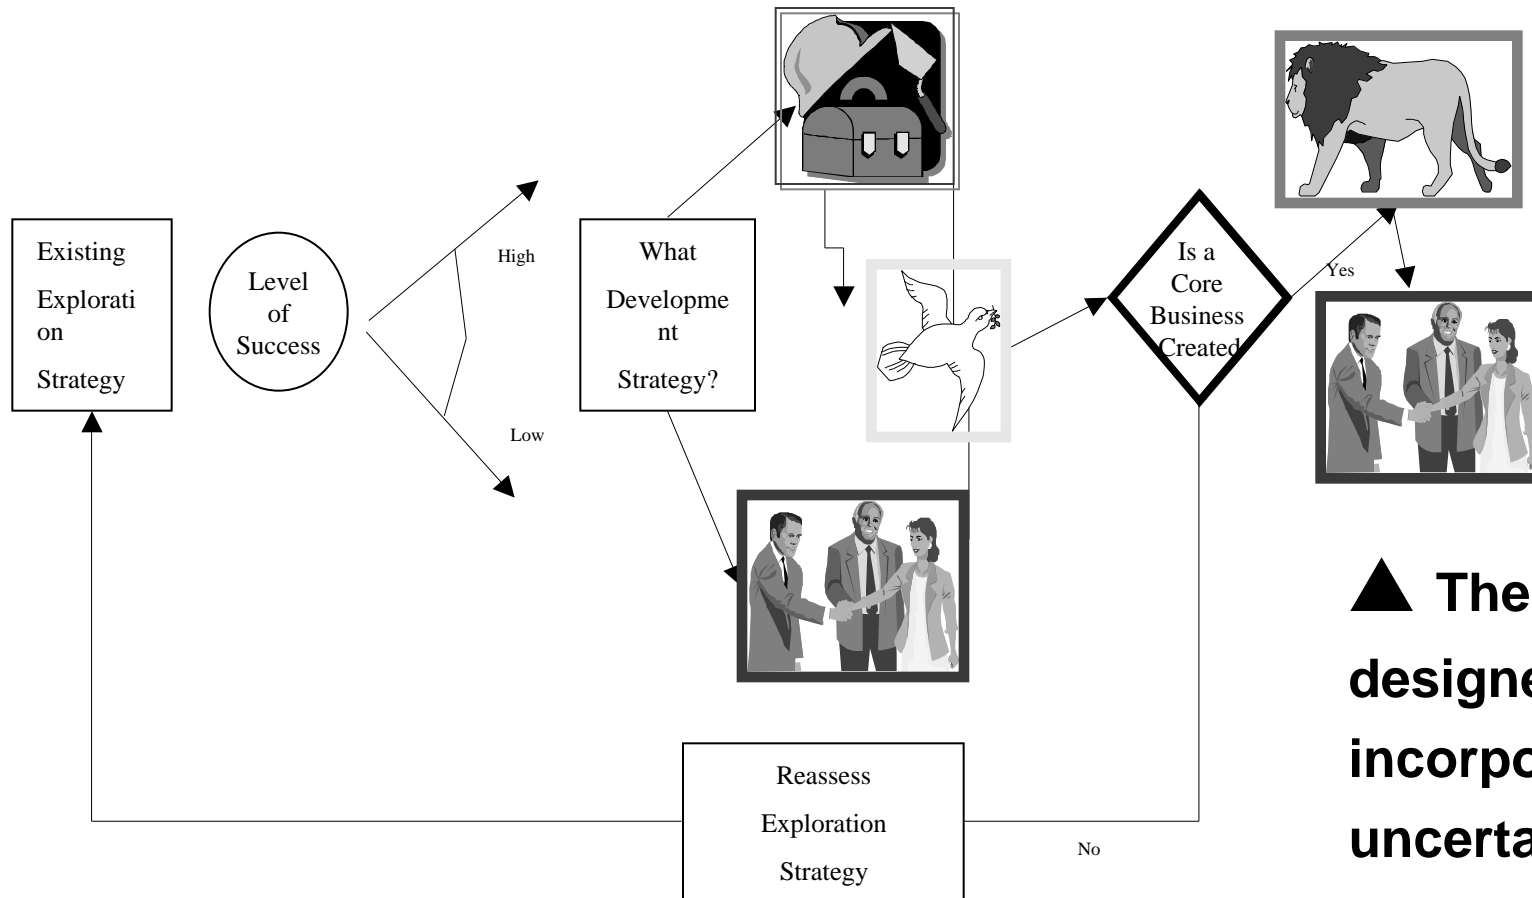 Existing
Explorati
on
Strategy
Level
of
Success
High
Low
What
Developme
nt
Strategy?
Is a
Core
Business
Created
Yes
No
Reassess
Exploration
Strategy
The
designe
incorpo
uncerta